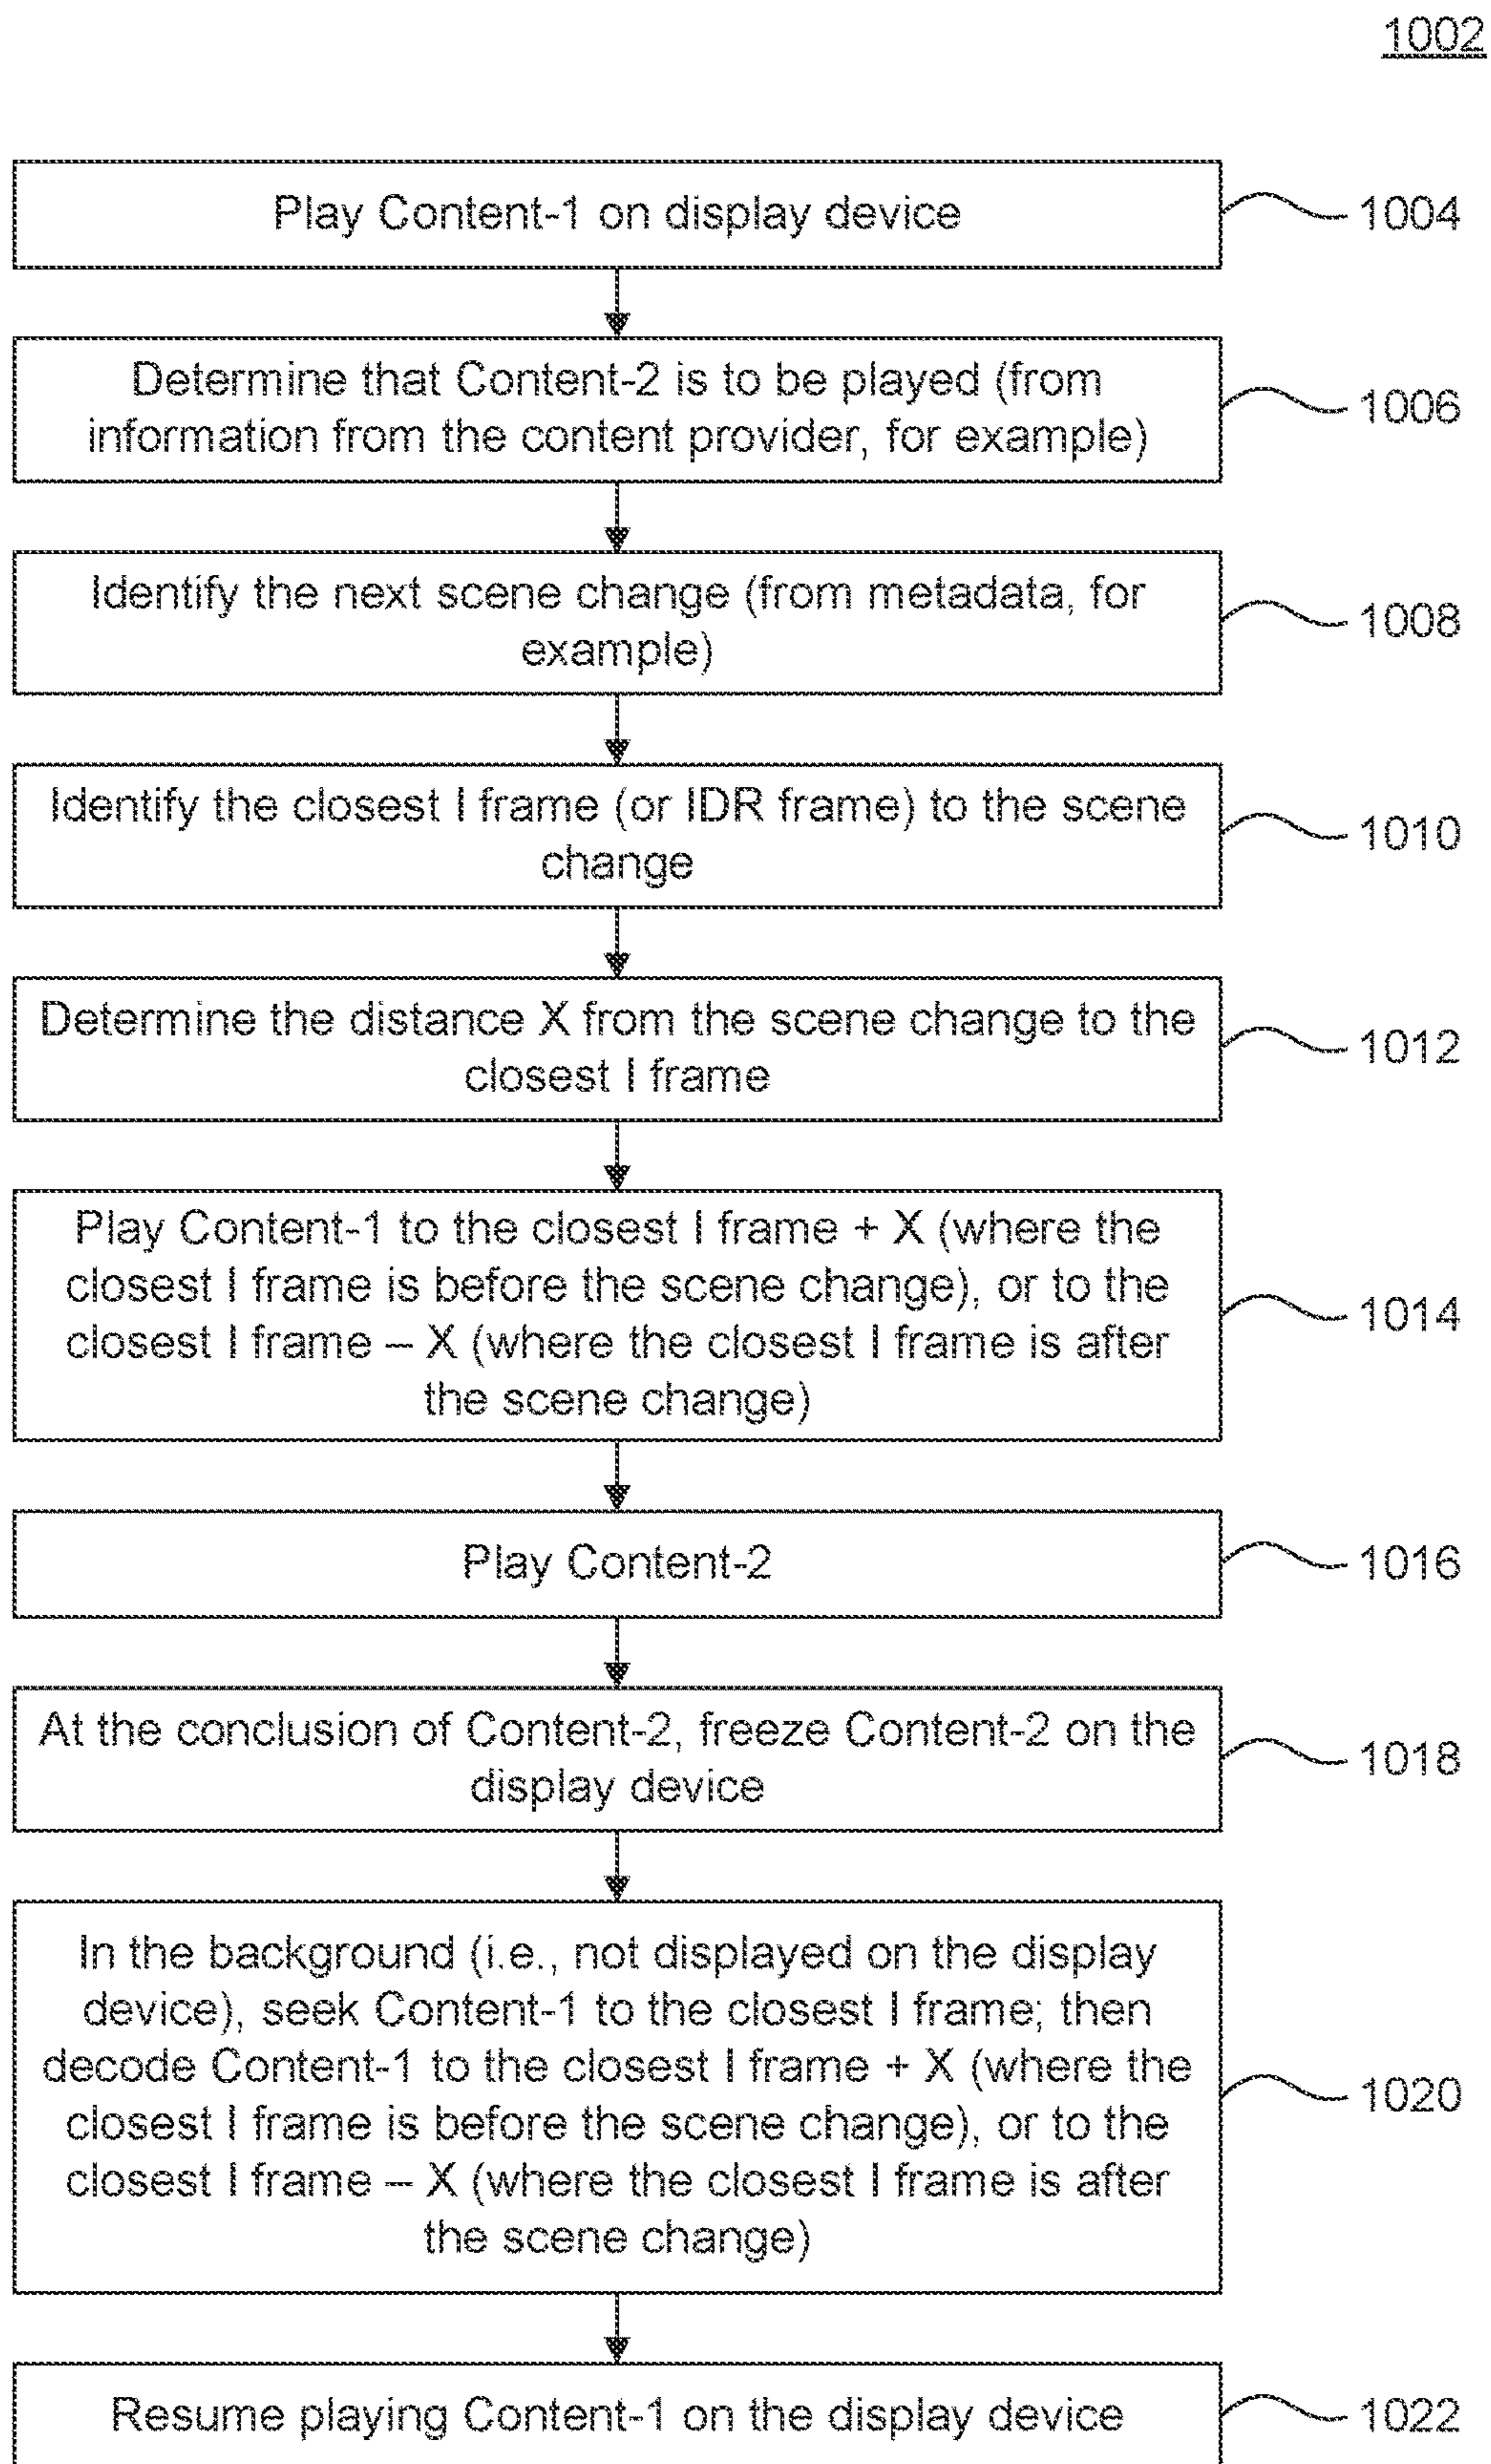 1002
Play Content-1 on display device
1004
Determine that Content-2 is to be played (from
information from the content provider, for example)
1006
Identify the next scene change (from metadata, for
example)
1008
Identify the closest I frame (or IDR frame) to the scene
change
1010
Determine the distance X from the scene change to the
closest I frame
1012
Play Content-1 to the closest I frame + X (where the
closest I frame is before the scene change), or to the
closest I frame – X (where the closest I frame is after
the scene change)
1014
Play Content-2
1016
At the conclusion of Content-2, freeze Content-2 on the
display device
1018
In the background (i.e., not displayed on the display
device), seek Content-1 to the closest I frame; then
decode Content-1 to the closest I frame + X (where the
closest I frame is before the scene change), or to the
closest I frame – X (where the closest I frame is after
the scene change)
1020
Resume playing Content-1 on the display device
1022